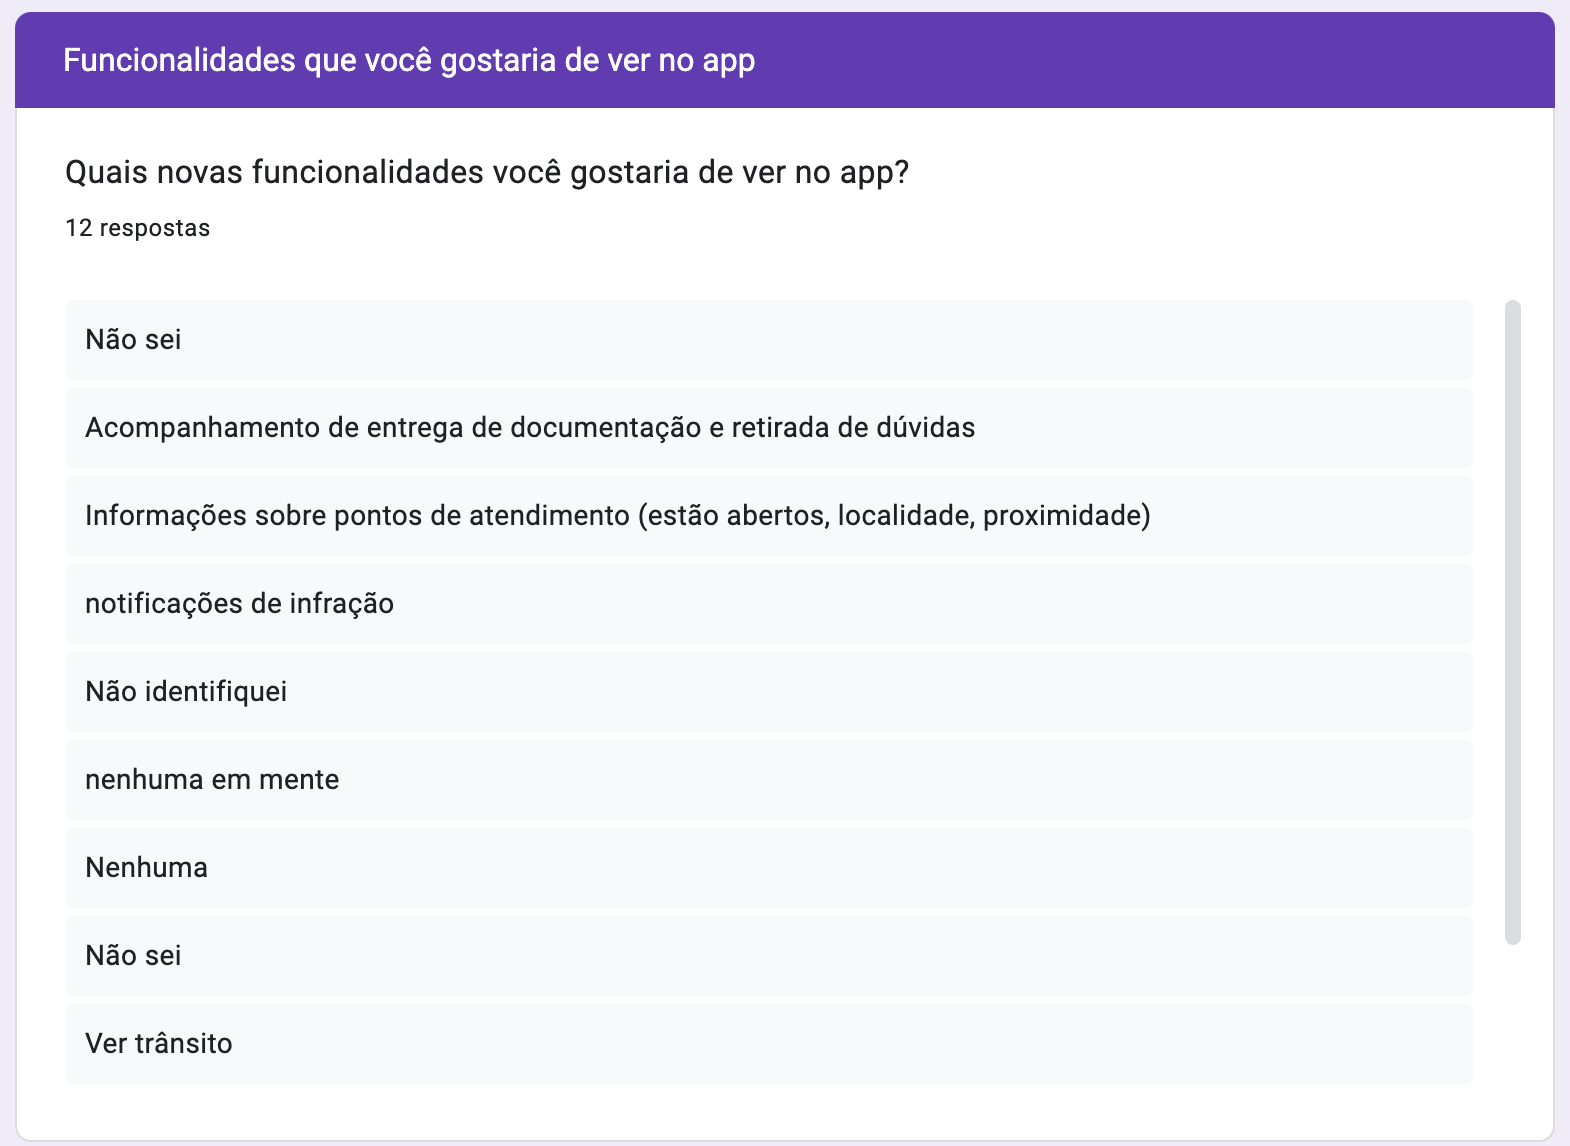 Funcionalidades que você gostaria de ver no app
Quais novas funcionalidades você gostaria de ver no app?
12 respostas
Não sei
Acompanhamento de entrega de documentação e retirada de dúvidas
Informações sobre pontos de atendimento (estão abertos, localidade, proximidade)
notificações de infração
Não identifiquei
nenhuma em mente
Nenhuma
Não sei
Ver trânsito